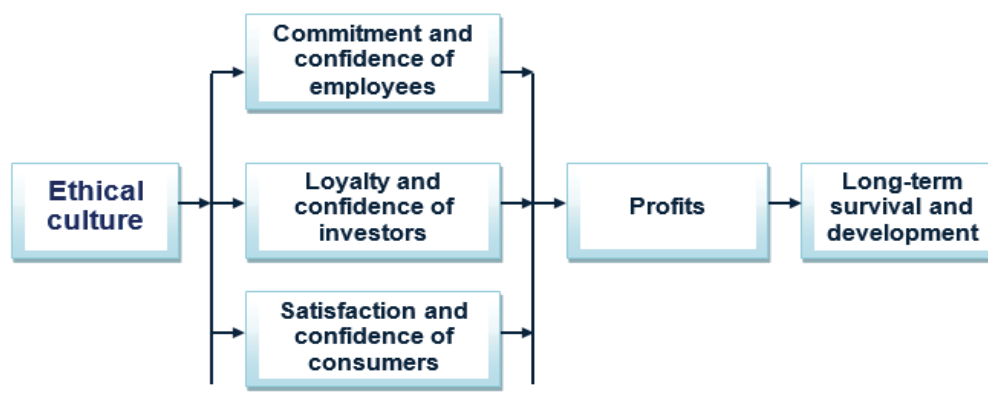 Ethical
culture
Commitment and
confidence of
employees
Loyalty and
confidence of
investors
Satisfaction and
confidence of
consumers
Profits
Long-term
survival and
development